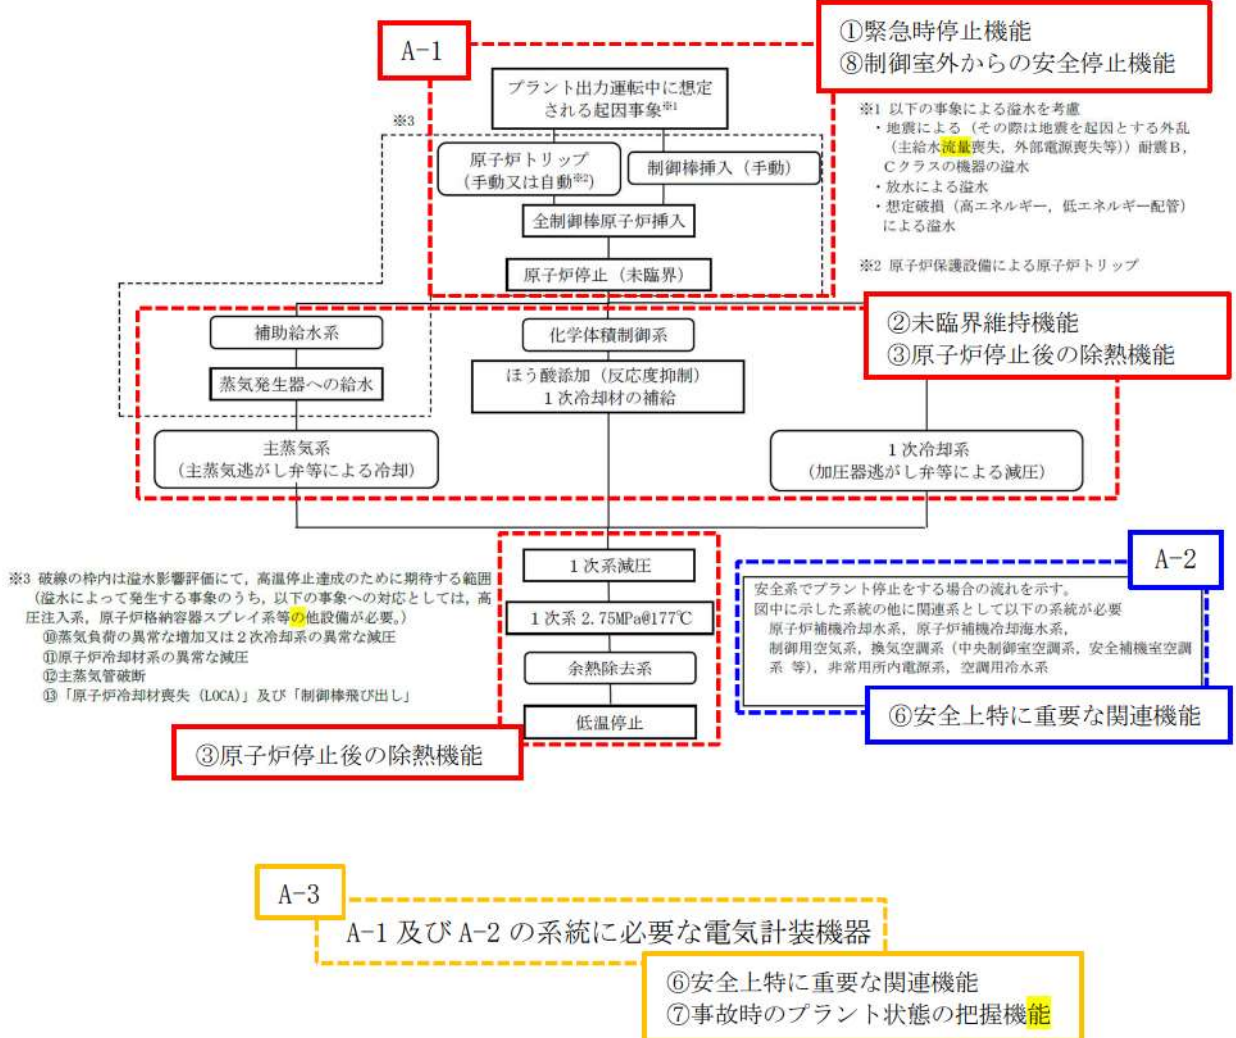 A-1
①緊急時停止機能
⑧制御室外からの安全停止機能
プラント出力運転中に想定
される起因事象※1
※3
原子炉トリップ
(手動又は自動※2)
制御棒挿入（手動）
全制御棒原子炉挿入
原子炉停止（未臨界）
※1 以下の事象による溢水を考慮
・地震による（その際は地震を起因とする外乱
（主給水流量喪失，外部電源喪失等））耐震Ｂ，
Ｃクラスの機器の溢水
・放水による溢水
・想定破損（高エネルギー，低エネルギー配管）
による溢水
※2 原子炉保護設備による原子炉トリップ
②未臨界維持機能
③原子炉停止後の除熱機能
補助給水系
蒸気発生器への給水
主蒸気系
(主蒸気逃がし弁等による冷却)
化学体積制御系
ほう酸添加（反応度抑制）
１次冷却材の補給
１次冷却系
(加圧器逃がし弁等による減圧)
１次系減圧
１次系 2.75MPa@177℃
余熱除去系
低温停止
③原子炉停止後の除熱機能
※3 破線の枠内は溢水影響評価にて，高温停止達成のために期待する範囲
（溢水によって発生する事象のうち，以下の事象への対応としては，高
圧注入系，原子炉格納容器スプレイ系等の他設備が必要。）
⑩蒸気負荷の異常な増加又は２次冷却系の異常な減圧
⑪原子炉冷却材系の異常な減圧
⑫主蒸気管破断
⑬「原子炉冷却材喪失（LOCA）」及び「制御棒飛び出し」
A-2
安全系でプラント停止をする場合の流れを示す。
図中に示した系統の他に関連系として以下の系統が必要
原子炉補機冷却水系，原子炉補機冷却海水系，
制御用空気系，換気空調系（中央制御室空調系，安全補機室空調
系 等），非常用所内電源系，空調用冷水系
⑥安全上特に重要な関連機能
A-3
A-1 及び A-2 の系統に必要な電気計装機器
⑥安全上特に重要な関連機能
⑦事故時のプラント状態の把握機能